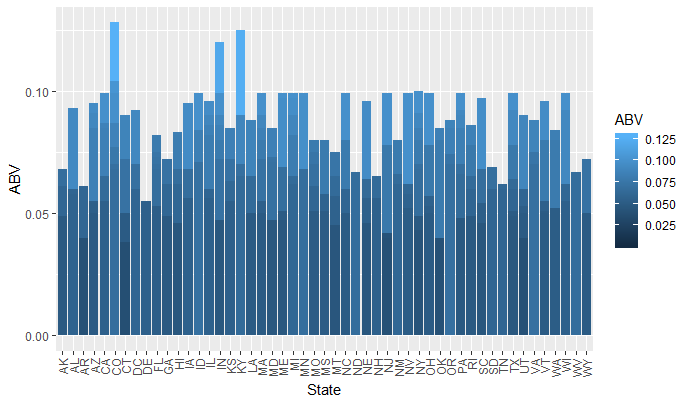 ABV
0.10
0.05
0.00
ABV
0.125
0.100
0.075
0.050
0.025
AK
AL
AR
AZ
CA
CO
CT
DC
DE
FL
GA
HI
IA
ID
IL
IN
KS
KY
LA
MA
MD
ME
MI
MN
MO
MS
MT
NC
ND
NE
NH
NJ
NM
NV
NY
OH
OK
OR
PA
RI
SC
SD
TN
TX
UT
VA
VT
WA
WI
WV
WY
State